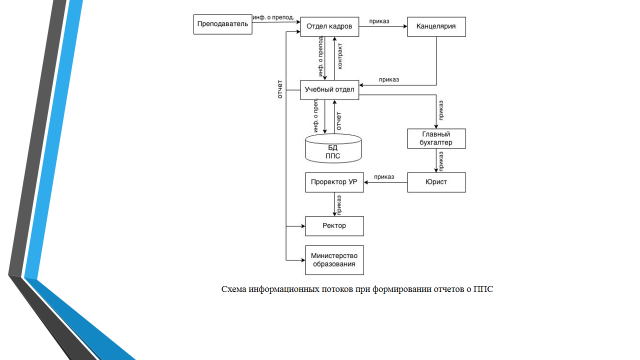 Преподаватель
инф. о препод.
Отдел кадров
приказ
Канцелярия
инф. о препод.
контракт
приказ
отчет
Учебный отдел
инф. о преп.
отчет
приказ
БД
ППС
Главный
бухгалтер
приказ
Проректор УР
приказ
Юрист
приказ
Ректор
Министерство
образования
Схема информационных потоков при формировании отчетов о ППС